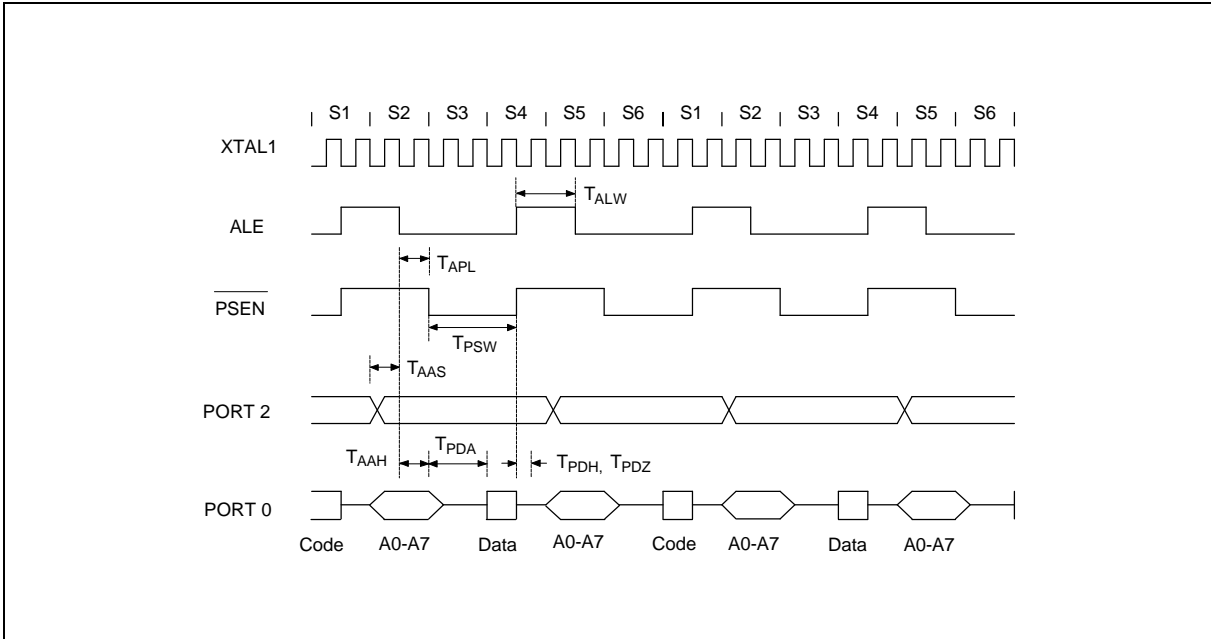 S1 S2 S3 S4 S5 S6 S1 S2 S3 S4 S5 S6
XTAL1
TALW
ALE
TAPL
PSEN
TPSW
TAAS
PORT 2
TAAH TPDA TPDH, TPDZ
PORT 0
Code A0-A7 Data A0-A7 Code A0-A7 Data A0-A7